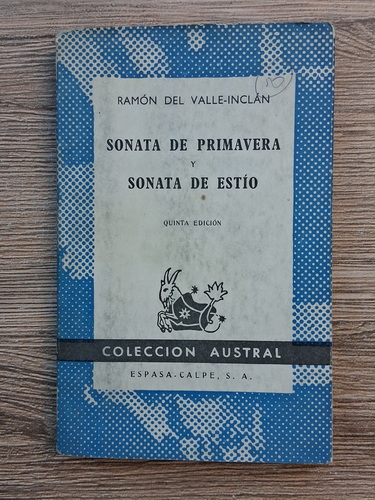 RAMÓN DEL VALLE-INCLÁN
SONATA DE PRIMAVERA
Y
SONATA DE ESTÍO
QUINTA EDICIÓN
COLECCION AUSTRAL
ESPASA-CALPE, S. A.